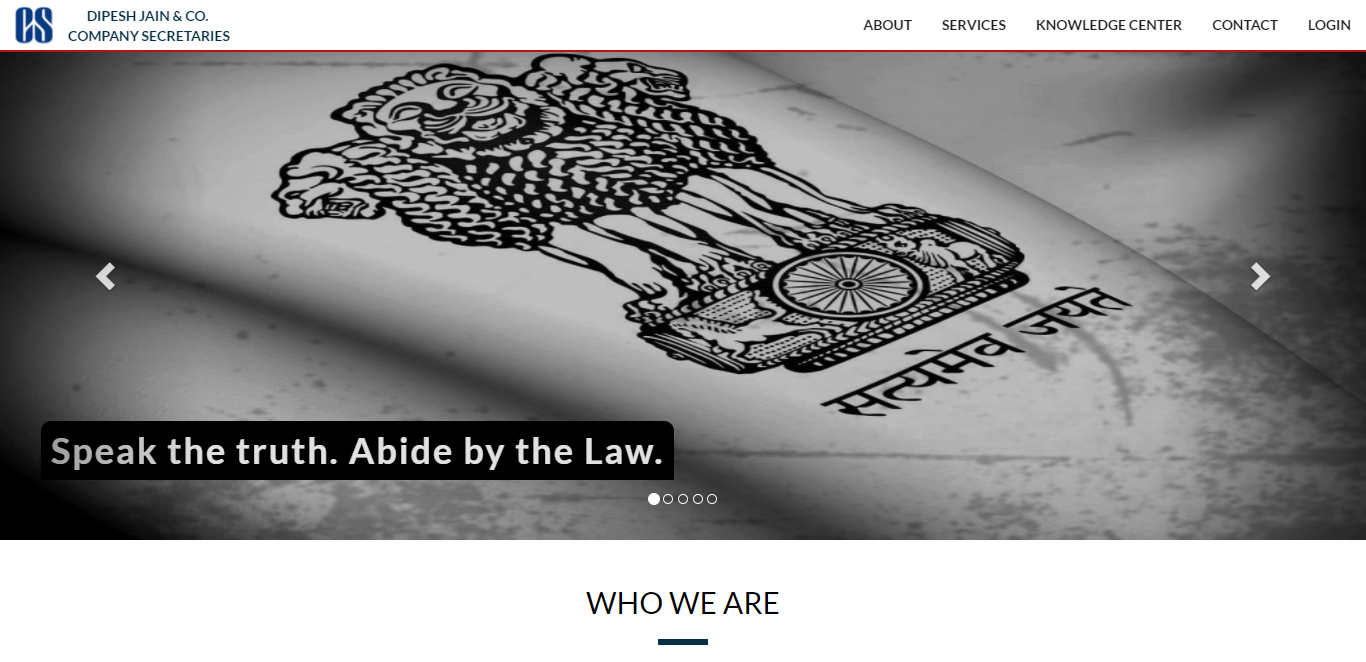 CS
DIPESH JAIN & CO.
COMPANY SECRETARIES
ABOUT
SERVICES
KNOWLEDGE CENTER
CONTACT
LOGIN
सत्यमेव जयते
Speak the truth. Abide by the Law.
WHO WE ARE